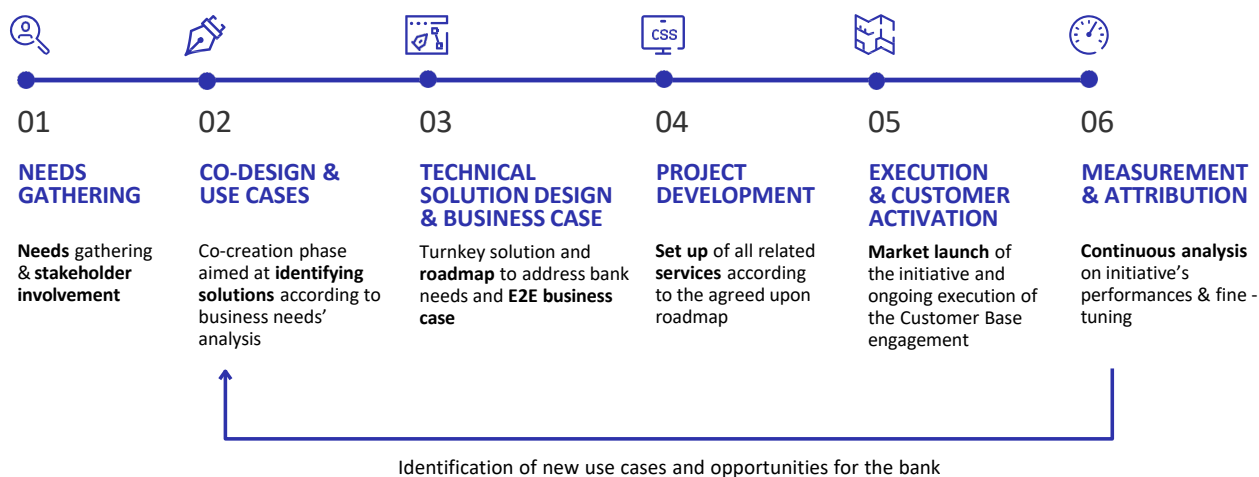 CSS
01
NEEDS
GATHERING
Needs gathering
& stakeholder
involvement
02
CO-DESIGN &
USE CASES
Co-creation phase
aimed at identifying
solutions according to
business needs’
analysis
03
TECHNICAL
SOLUTION DESIGN
& BUSINESS CASE
Turnkey solution and
roadmap to address bank
needs and E2E business
case
04
PROJECT
DEVELOPMENT
Set up of all related
services according
to the agreed upon
roadmap
05
EXECUTION
& CUSTOMER
ACTIVATION
Market launch of
the initiative and
ongoing execution of
the Customer Base
engagement
06
MEASUREMENT
& ATTRIBUTION
Continuous analysis
on initiative’s
performances & fine -
tuning
Identification of new use cases and opportunities for the bank